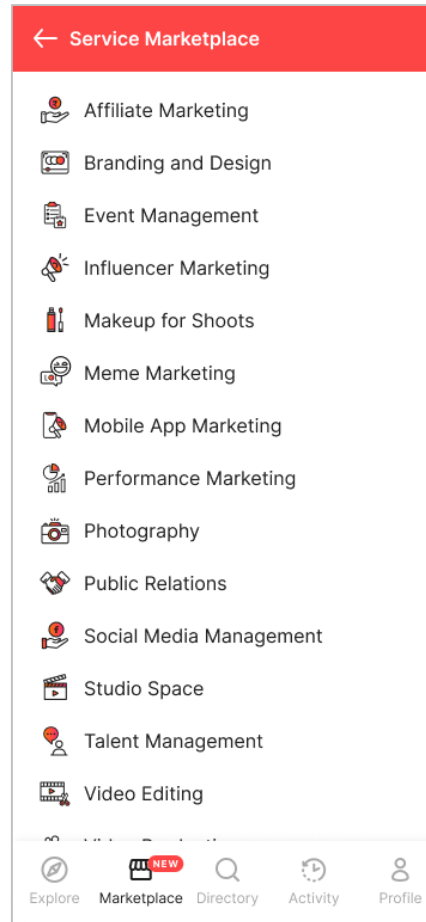 Service Marketplace
Affiliate Marketing
Branding and Design
Event Management
Influencer Marketing
Makeup for Shoots
LOL
Meme Marketing
Mobile App Marketing
Performance Marketing
Photography
Public Relations
Social Media Management
Studio Space
Talent Management
Video Editing
NEW
Explore Marketplace Directory Activity Profile